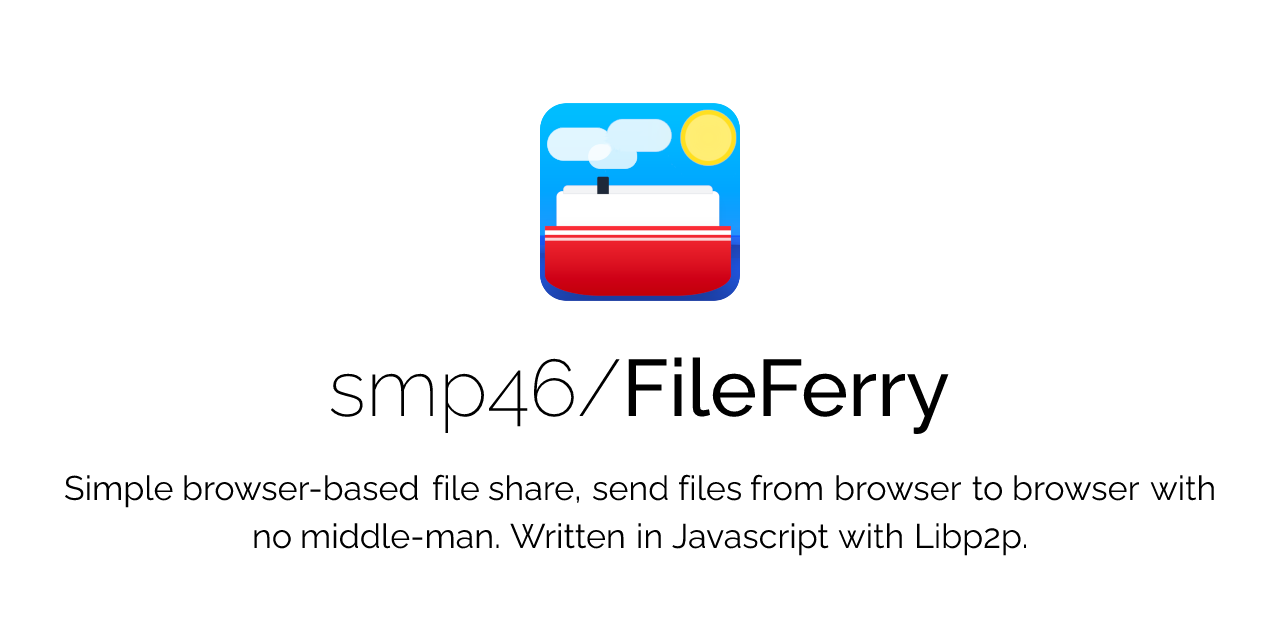 smp46/FileFerry
Simple browser-based file share, send files from browser to browser with
no middle-man. Written in Javascript with Libp2p.